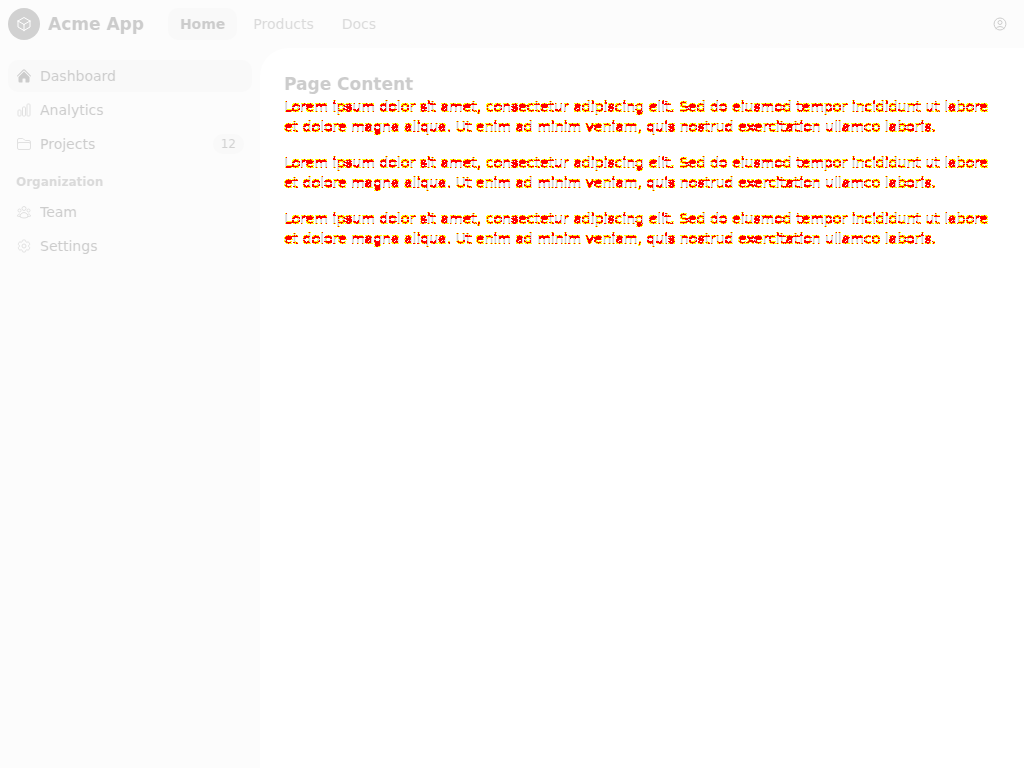 Acme App
Home
Products
Docs
Dashboard
Analytics
Projects
12
Organization
Team
Settings
Page Content
Lorem ipsum dolor sit amet, consectetur adipiscing elit. Sed do eiusmod tempor incididunt ut labore
et dolore magna aliqua. Ut enim ad minim veniam, quis nostrud exercitation ullamco laboris.
Lorem ipsum dolor sit amet, consectetur adipiscing elit. Sed do eiusmod tempor incididunt ut labore
et dolore magna aliqua. Ut enim ad minim veniam, quis nostrud exercitation ullamco laboris.
Lorem ipsum dolor sit amet, consectetur adipiscing elit. Sed do eiusmod tempor incididunt ut labore
et dolore magna aliqua. Ut enim ad minim veniam, quis nostrud exercitation ullamco laboris.